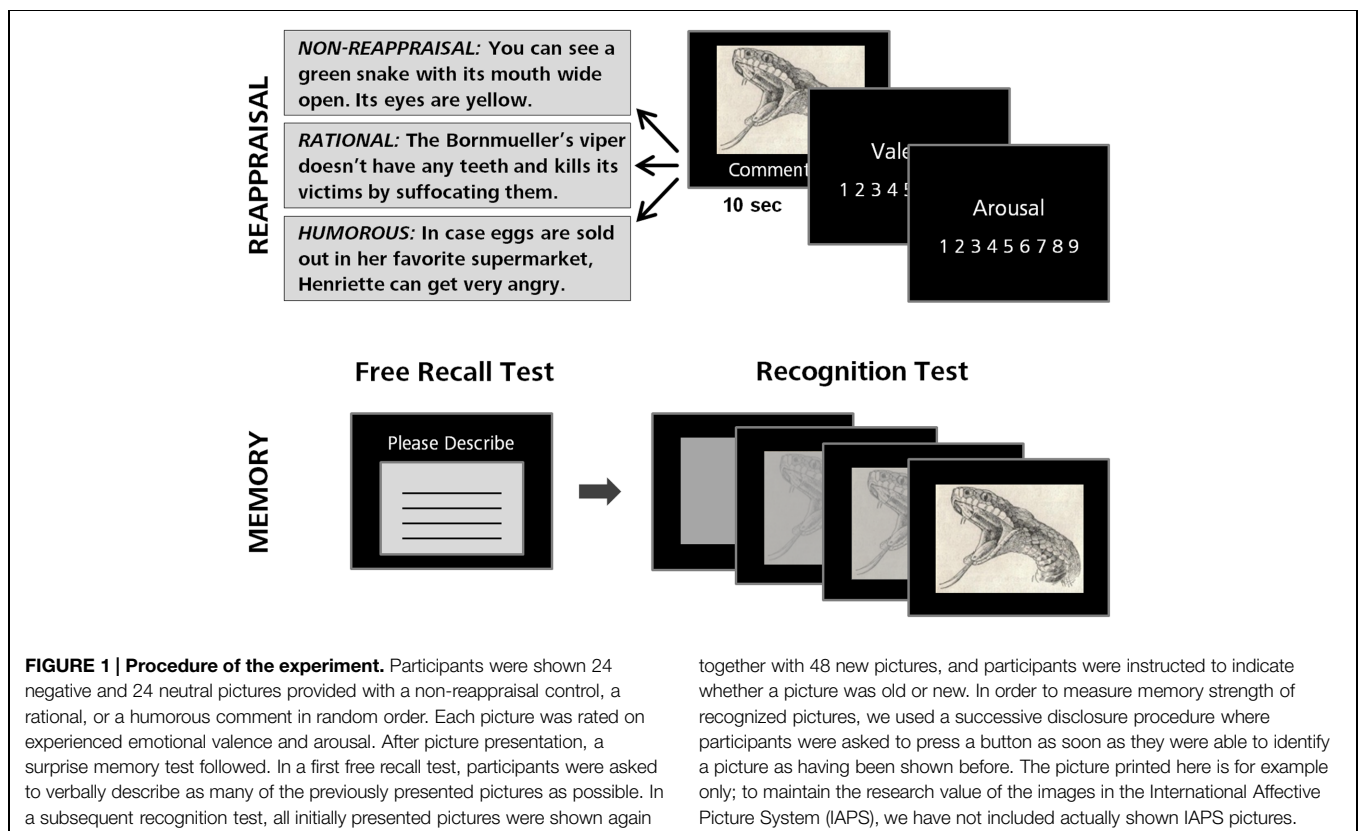 REAPPRAISAL
NON-REAPPRAISAL: You can see a
green snake with its mouth wide
open. Its eyes are yellow.
RATIONAL: The Bornmueller's viper
doesn't have any teeth and kills its
victims by suffocating them.
HUMOROUS: In case eggs are sold
out in her favorite supermarket,
Henriette can get very angry.
Comment
10 sec
Vale
1 2 3 4 5
Arousal
1 2 3 4 5 6 7 8 9
MEMORY
Free Recall Test
Please Describe
Recognition Test
FIGURE 1 | Procedure of the experiment. Participants were shown 24
negative and 24 neutral pictures provided with a non-reappraisal control, a
rational, or a humorous comment in random order. Each picture was rated on
experienced emotional valence and arousal. After picture presentation, a
surprise memory test followed. In a first free recall test, participants were asked
to verbally describe as many of the previously presented pictures as possible. In
a subsequent recognition test, all initially presented pictures were shown again
together with 48 new pictures, and participants were instructed to indicate
whether a picture was old or new. In order to measure memory strength of
recognized pictures, we used a successive disclosure procedure where
participants were asked to press a button as soon as they were able to identify
a picture as having been shown before. The picture printed here is for example
only; to maintain the research value of the images in the International Affective
Picture System (IAPS), we have not included actually shown IAPS pictures.